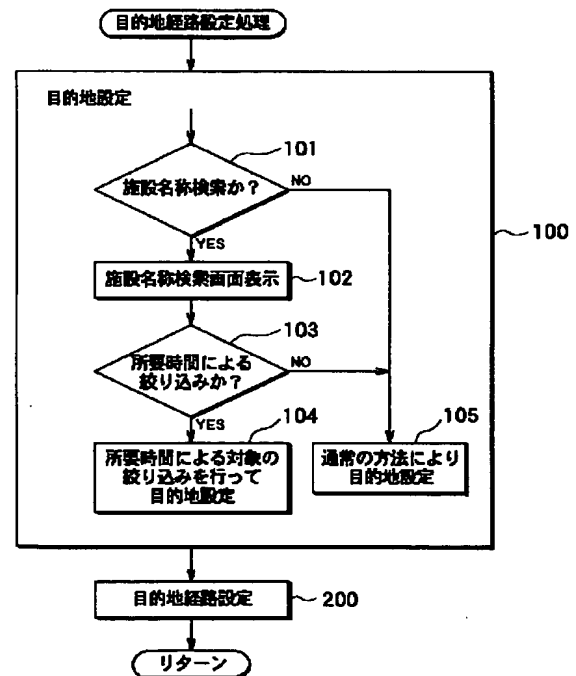 目的地経路設定処理
目的地設定
101
施設名称検索か?
NO
YES
100
施設名称検索画面表示
102
103
所要時間による
絞り込みか?
NO
YES
104
所要時間による対象の
絞り込みを行って
目的地設定
105
通常の方法により
目的地設定
目的地経路設定
200
リターン